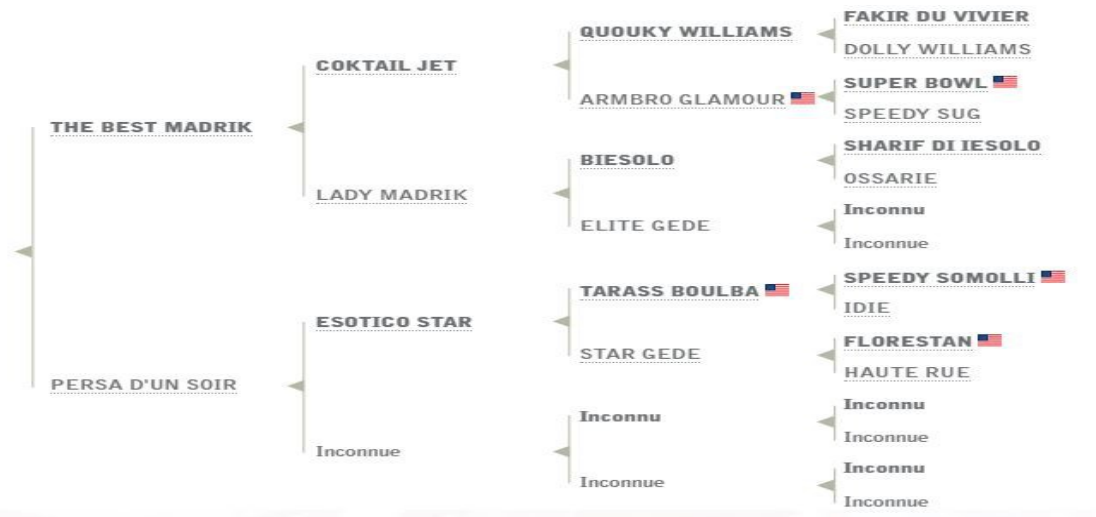 THE BEST MADRIK
PERSA D'UN SOIR
COKTAIL JET
LADY MADRIK
ESOTICO STAR
Inconnue
QUOUKY WILLIAMS
ARMBRO GLAMOUR
BIESOLO
ELITE GEDE
TARASS BOULBA
STAR GEDE
Inconnu
Inconnue
FAKIR DU VIVIER
DOLLY WILLIAMS
SUPER BOWL
SPEEDY SUG
SHARIF DI IESOLO
OSSARIE
Inconnu
Inconnue
SPEEDY SOMOLLI
IDIE
FLORESTAN
HAUTE RUE
Inconnu
Inconnue
Inconnu
Inconnue